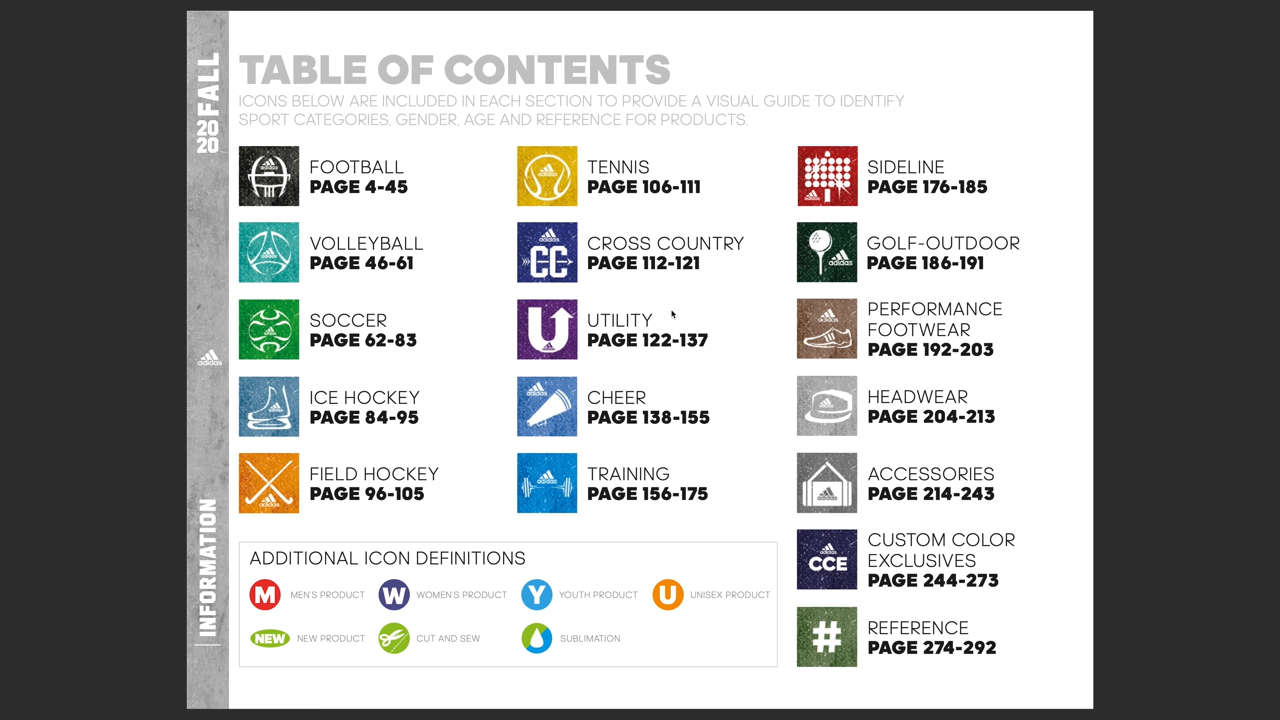 FALL
20
20
INFORMATION
TABLE OF CONTENTS
ICONS BELOW ARE INCLUDED IN EACH SECTION TO PROVIDE A VISUAL GUIDE TO IDENTIFY
SPORT CATEGORIES, GENDER, AGE AND REFERENCE FOR PRODUCTS.
FOOTBALL
PAGE 4-45
VOLLEYBALL
PAGE 46-61
SOCCER
PAGE 62-83
ICE HOCKEY
PAGE 84-95
FIELD HOCKEY
PAGE 96-105
TENNIS
PAGE 106-111
CC
CROSS COUNTRY
PAGE 112-121
U
UTILITY
PAGE 122-137
CHEER
PAGE 138-155
TRAINING
PAGE 156-175
SIDELINE
PAGE 176-185
adidas
GOLF-OUTDOOR
PAGE 186-191
PERFORMANCE
FOOTWEAR
PAGE 192-203
HEADWEAR
PAGE 204-213
ACCESSORIES
PAGE 214-243
adidas
CCE
CUSTOM COLOR
EXCLUSIVES
PAGE 244-273
#
REFERENCE
PAGE 274-292
ADDITIONAL ICON DEFINITIONS
M MEN'S PRODUCT
W WOMEN'S PRODUCT
Y YOUTH PRODUCT
U UNISEX PRODUCT
NEW NEW PRODUCT
CUT AND SEW
SUBLIMATION